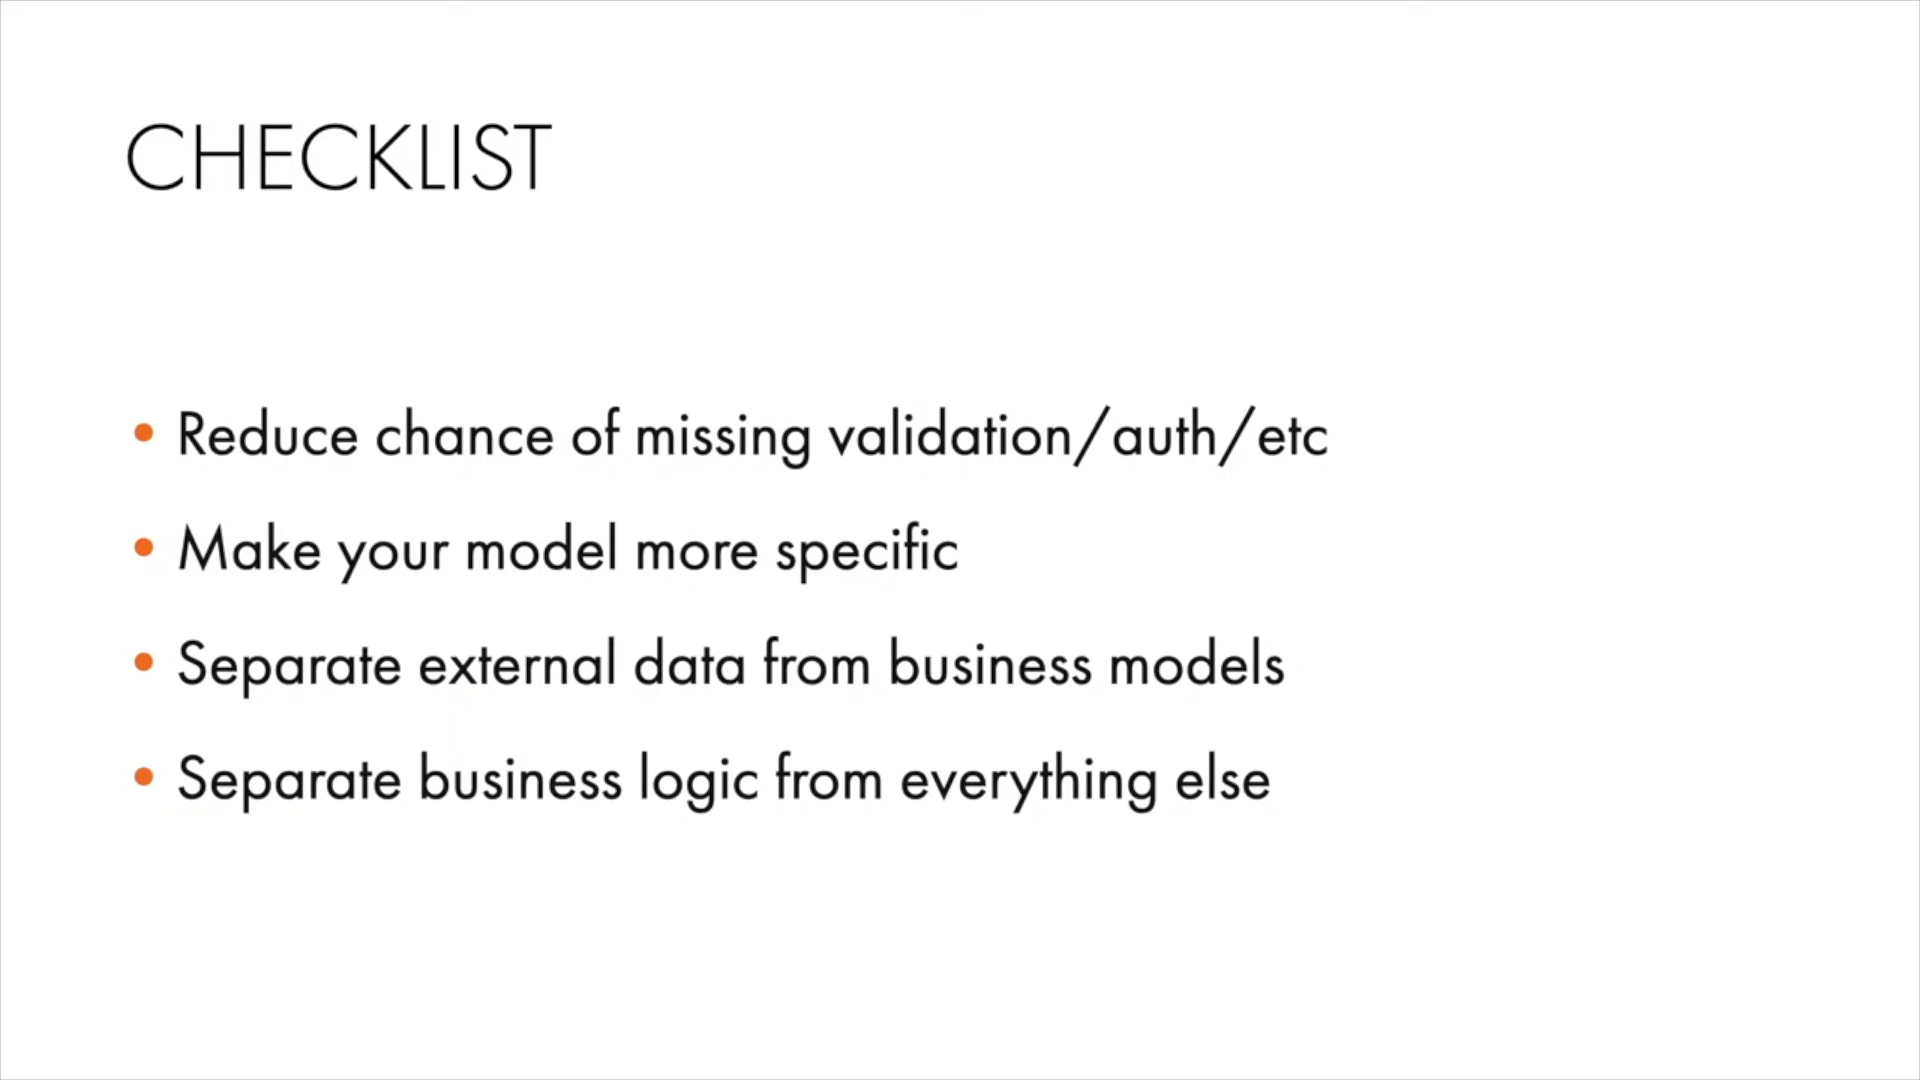 CHECKLIST
• Reduce chance of missing validation/auth/etc
• Make your model more specific
• Separate external data from business models
• Separate business logic from everything else